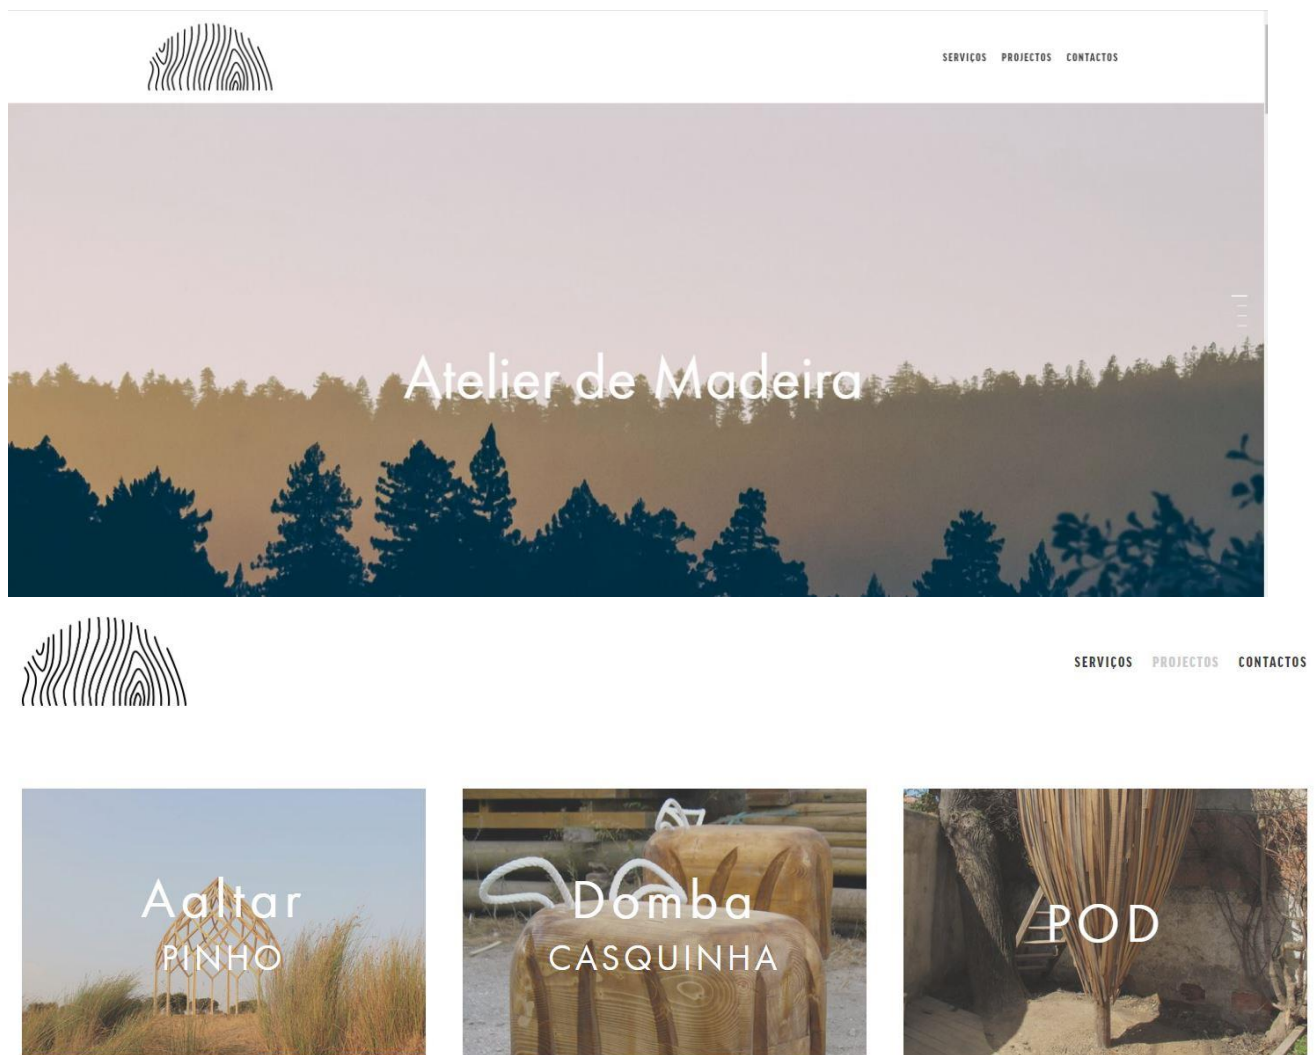 SERVIÇOS PROJECTOS CONTACTOS
Atelier de Madeira
SERVIÇOS PROJECTOS CONTACTOS
Aaltar
PINHO
Domba
CASQUINHA
POD